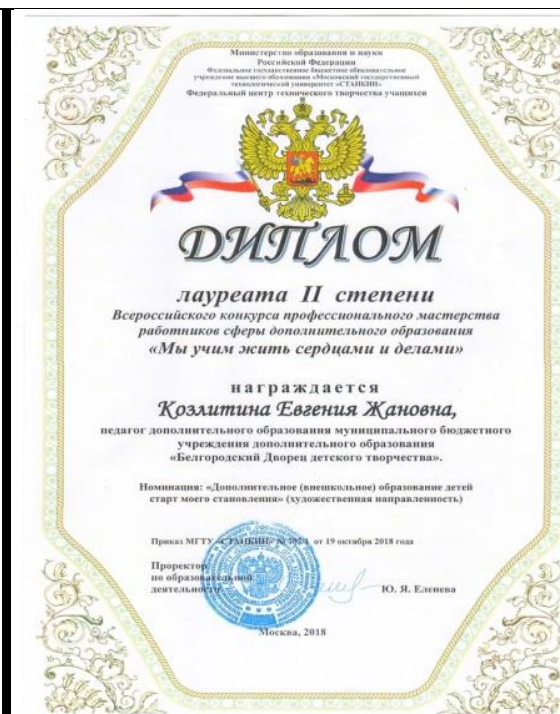 Министерство образования и науки
Российской Федерации
Федеральное государственное бюджетное образовательное
учреждение высшего образования «Московский государственный
технологический университет «СТАНКИН»
Федеральный центр технического творчества учащихся
ДИПЛОМ
лауреата II степени
Всероссийского конкурса профессионального мастерства
работников сферы дополнительного образования
«Мы учим жить сердцами и делами»
награждается
Козлитина Евгения Жановна,
педагог дополнительного образования муниципального бюджетного
учреждения дополнительного образования
«Белгородский Дворец детского творчества».
Номинация: «Дополнительное (внешкольное) образование детей
старт моего становления» (художественная направленность)
Приказ МГТУ «СТАНКИН» № от 19 октября 2018 года
Проректор
по образовательной
деятельности Ю. Я. Еленева
Москва, 2018